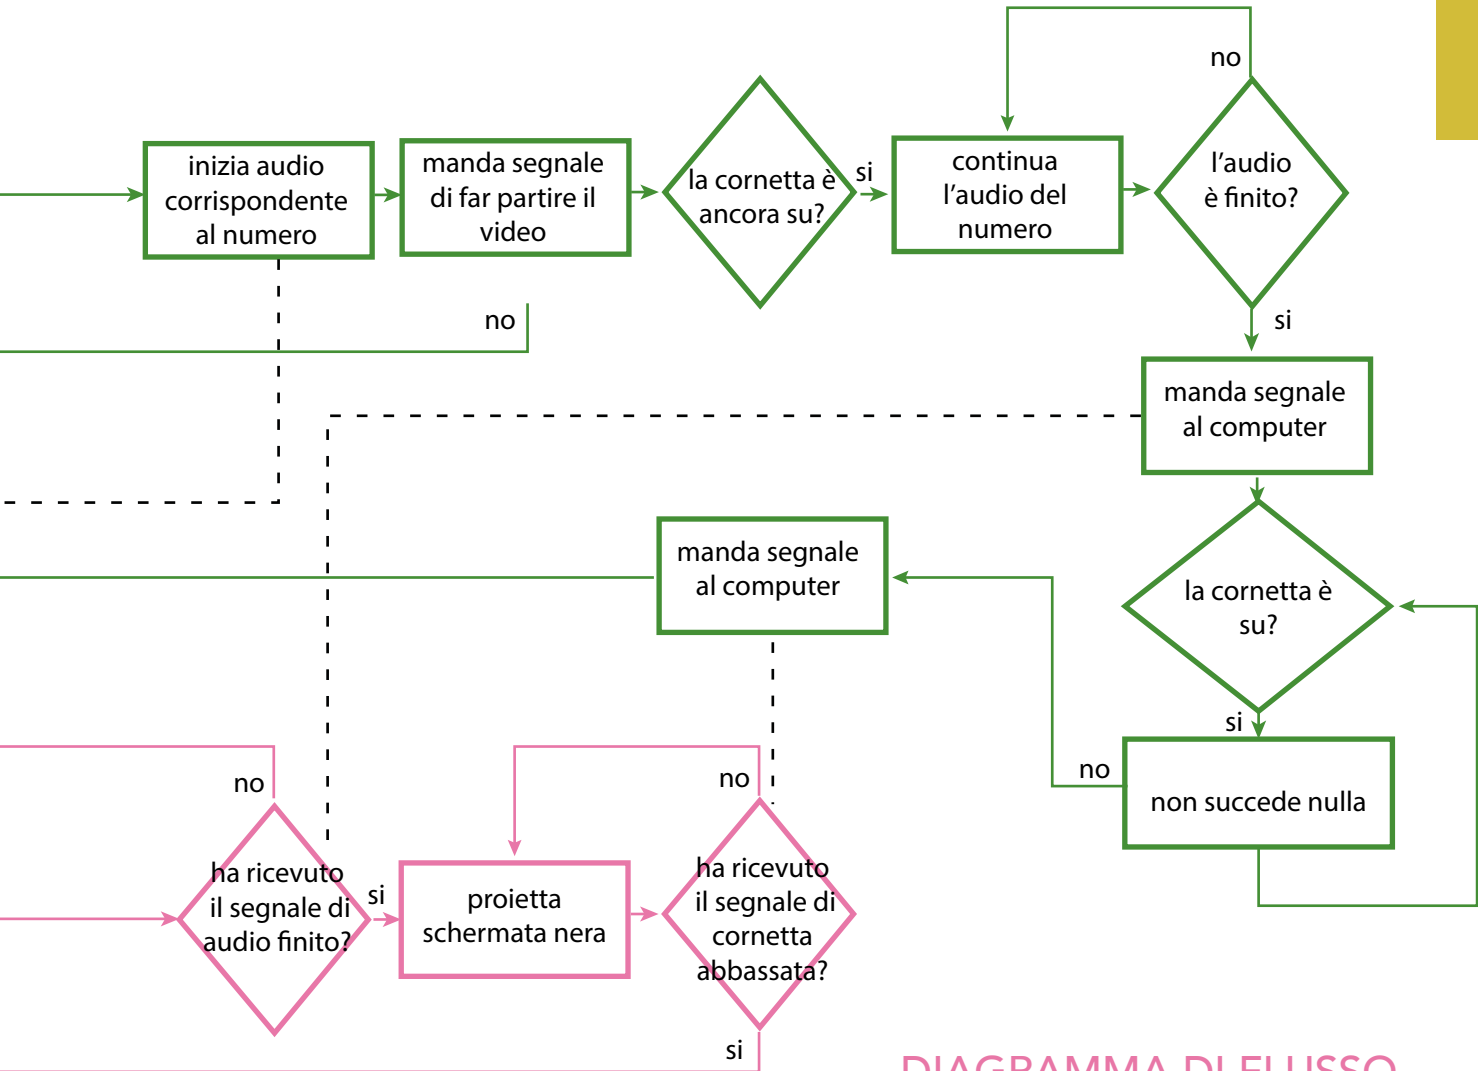 no
inizia audio
corrispondente
al numero
manda segnale
di far partire il
video
la cornetta è
ancora su?
si
continua
l'audio del
numero
l'audio
è finito?
no
si
manda segnale
al computer
manda segnale
al computer
la cornetta è
su?
si
no
non succede nulla
no
ha ricevuto
il segnale di
audio finito?
si
proietta
schermata nera
no
ha ricevuto
il segnale di
cornetta
abbassata?
si
DIAGRAMMA DI FLUSSO